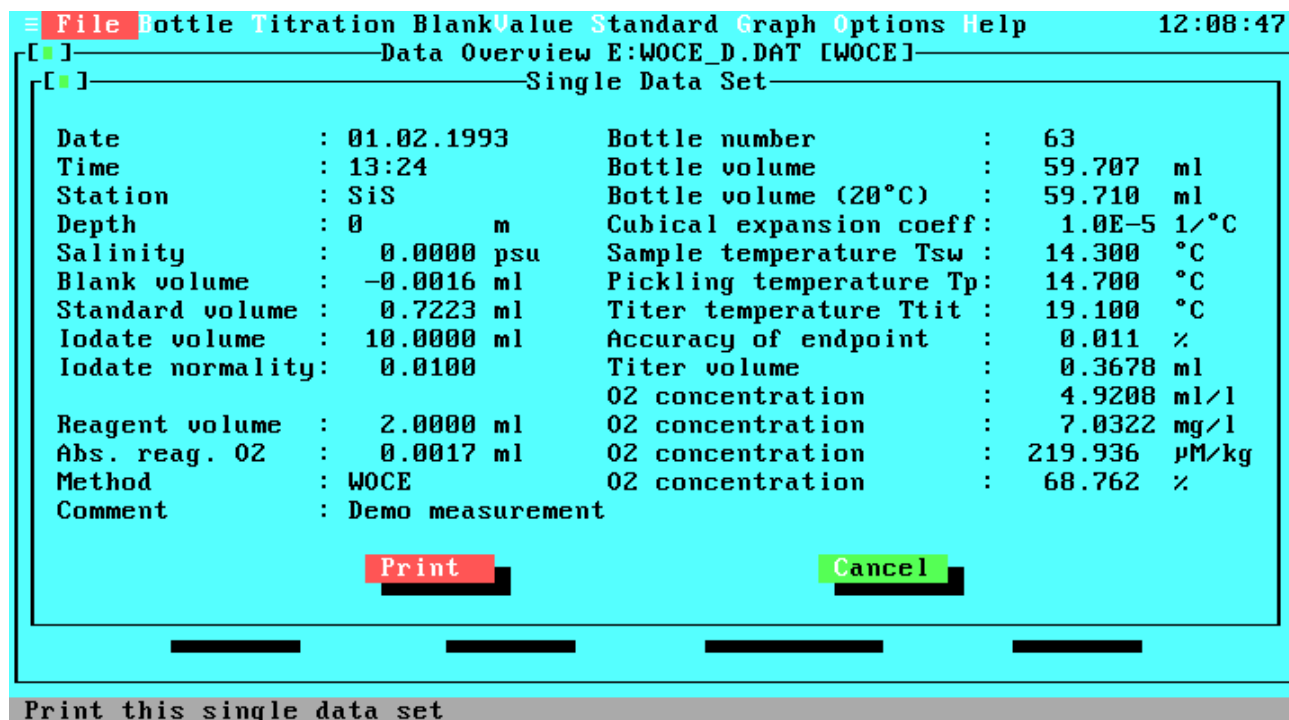 ≡ File Bottle Titration BlankValue Standard Graph Options Help 12:08:47
[■] Data Overview E:WOCE_D.DAT [WOCE]
[■] Single Data Set
Date : 01.02.1993 Bottle number : 63
Time : 13:24 Bottle volume : 59.707 ml
Station : SiS Bottle volume (20°C) : 59.710 ml
Depth : 0 m Cubical expansion coeff: 1.0E-5 1/°C
Salinity : 0.0000 psu Sample temperature Tsw : 14.300 °C
Blank volume : -0.0016 ml Pickling temperature Tp: 14.700 °C
Standard volume : 0.7223 ml Titer temperature Ttit : 19.100 °C
Iodate volume : 10.0000 ml Accuracy of endpoint : 0.011 %
Iodate normality: 0.0100 Titer volume : 0.3678 ml
O2 concentration : 4.9208 ml/l
Reagent volume : 2.0000 ml O2 concentration : 7.0322 mg/l
Abs. reag. O2 : 0.0017 ml O2 concentration : 219.936 µM/kg
Method : WOCE O2 concentration : 68.762 %
Comment : Demo measurement
Print Cancel
Print this single data set